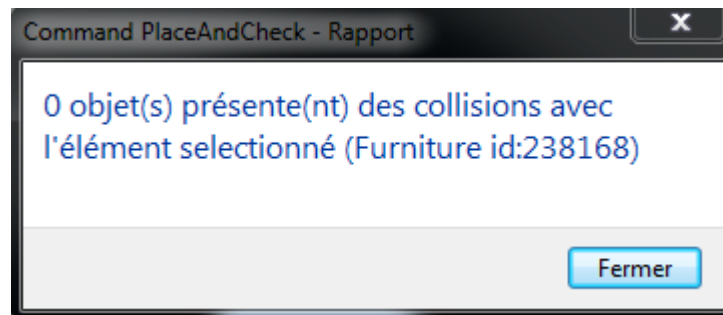 Command PlaceAndCheck - Rapport
0 objet(s) présente(nt) des collisions avec
l'élément selectionné (Furniture id:238168)
Fermer